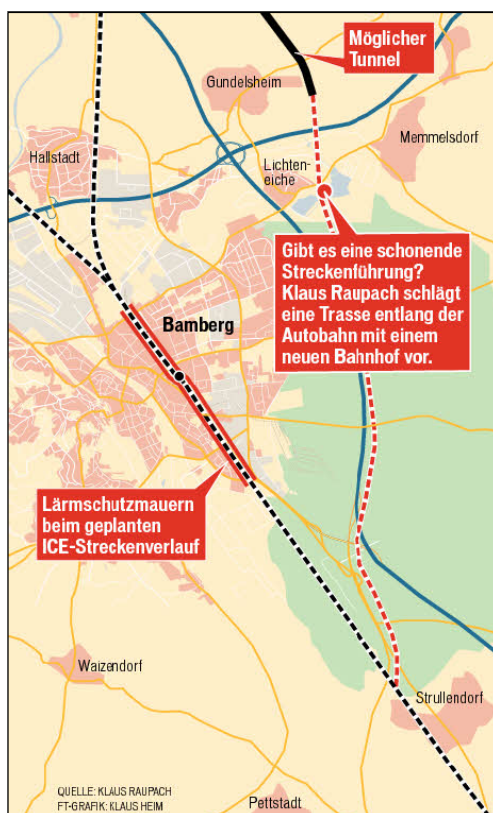 Möglicher
Tunnel
Gundelsheim
Memmelsdorf
Hallstadt
Lichten-
eiche
Gibt es eine schonende
Streckenführung?
Klaus Raupach schlägt
eine Trasse entlang der
Autobahn mit einem
neuen Bahnhof vor.
Bamberg
Lärmschutzmauern
beim geplanten
ICE-Streckenverlauf
Waizendorf
Strullendorf
QUELLE: KLAUS RAUPACH
FT-GRAFIK: KLAUS HEIM
Pettstadt